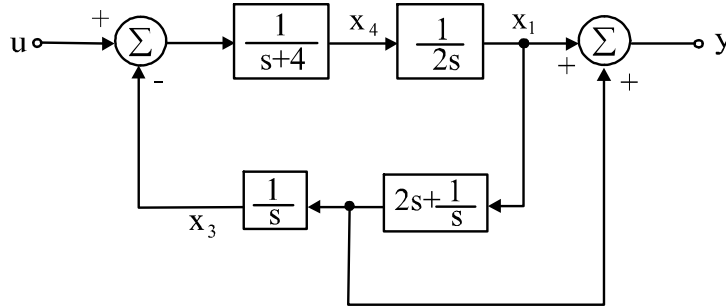 u + Σ 1/(s+4) x₄ 1/(2s) x₁ + Σ y
- +
x₃ 1/s 2s+1/s